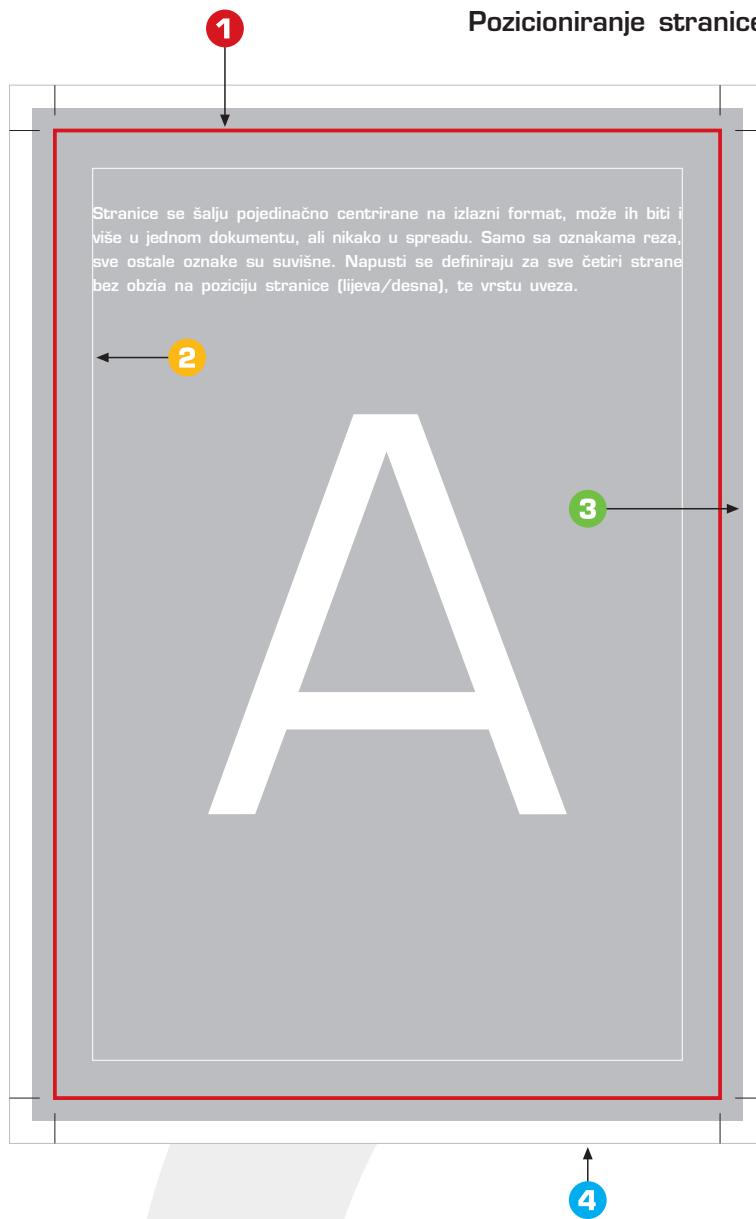 Pozicioniranje stranice
1
Stranice se šalju pojedinačno centrirane na izlazni format, može ih biti i
više u jednom dokumentu, ali nikako u spreadu. Samo sa oznakama reza,
sve ostale oznake su suvišne. Napusti se definiraju za sve četiri strane
bez obzia na poziciju stranice (lijeva/desna), te vrstu uveza.
2
A
3
4